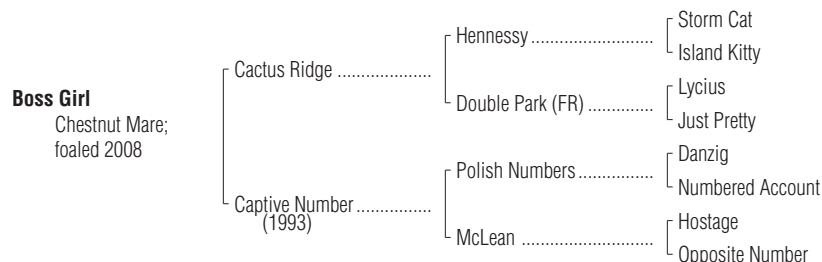 Boss Girl
Chestnut Mare;
foaled 2008
Cactus Ridge ....................
Captive Number ................
(1993)
Hennessy ..........................
Double Park (FR) ..............
Polish Numbers ................
McLean ............................
Storm Cat
Island Kitty
Lycius
Just Pretty
Danzig
Numbered Account
Hostage
Opposite Number